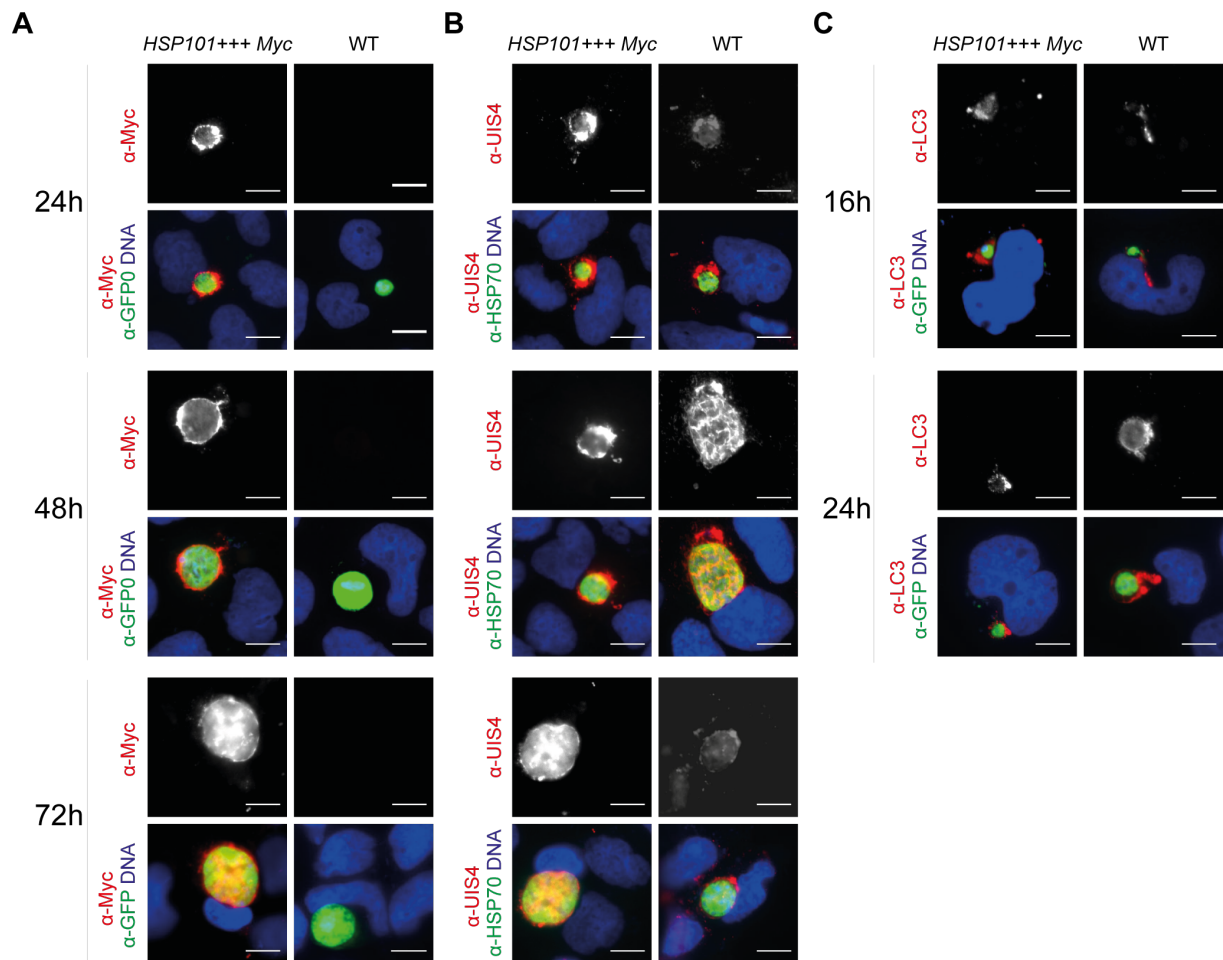 A
HSP101+++ Myc
WT
24h
α-Myc
α-Myc
α-GFP0 DNA
48h
α-Myc
α-Myc
α-GFP0 DNA
72h
α-Myc
α-Myc
α-GFP DNA
B
HSP101+++ Myc
WT
α-UIS4
α-UIS4
α-HSP70 DNA
α-UIS4
α-UIS4
α-HSP70 DNA
α-UIS4
α-UIS4
α-HSP70 DNA
C
HSP101+++ Myc
WT
16h
α-LC3
α-LC3
α-GFP DNA
24h
α-LC3
α-LC3
α-GFP DNA